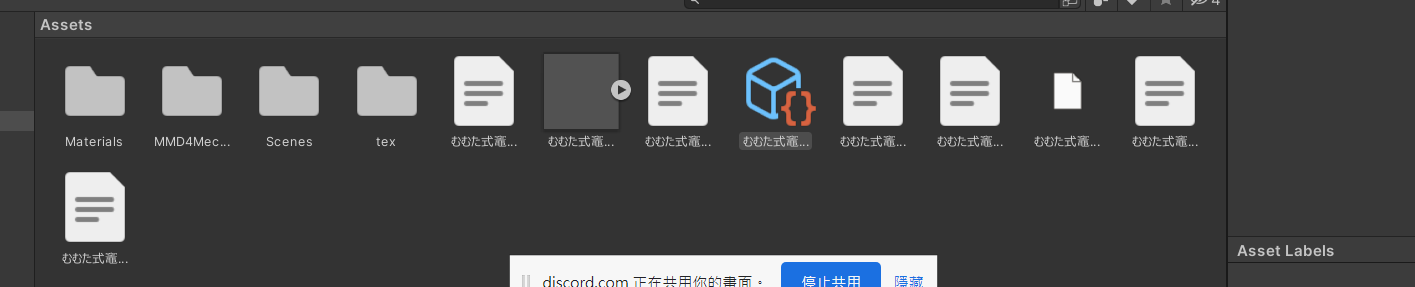 4
Assets
Materials
MMD4Mec...
Scenes
tex
むむた式竈...
むむた式竈...
むむた式竈...
むむた式竈...
むむた式竈...
むむた式竈...
むむた式竈...
むむた式竈...
むむた式竈...
Asset Labels
discord.com 正在共用你的畫面。
停止共用
隱藏